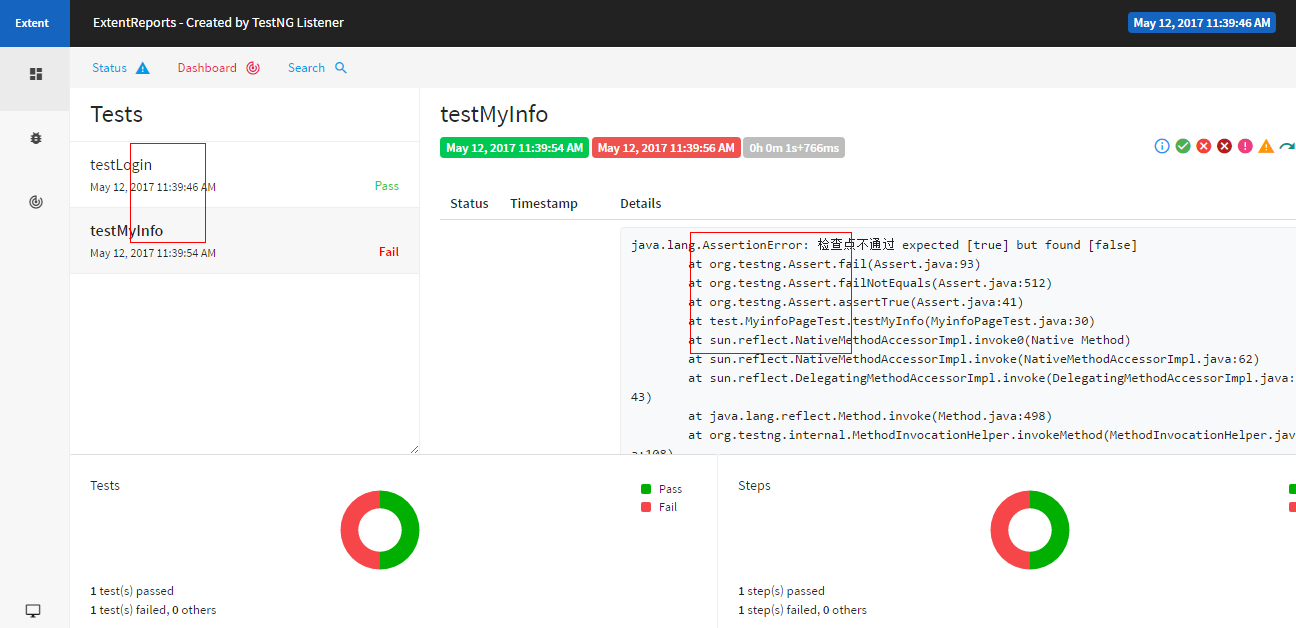 Extent
ExtentReports - Created by TestNG Listener
May 12, 2017 11:39:46 AM
Status
Dashboard
Search
Tests
testLogin
May 12, 2017 11:39:46 AM
Pass
testMyInfo
May 12, 2017 11:39:54 AM
Fail
testMyInfo
May 12, 2017 11:39:54 AM
May 12, 2017 11:39:56 AM
0h 0m 1s+766ms
Status Timestamp Details
java.lang.AssertionError: 检查点不通过 expected [true] but found [false]
at org.testng.Assert.fail(Assert.java:93)
at org.testng.Assert.failNotEquals(Assert.java:512)
at org.testng.Assert.assertTrue(Assert.java:41)
at test.MyinfoPageTest.testMyInfo(MyinfoPageTest.java:30)
at sun.reflect.NativeMethodAccessorImpl.invoke0(Native Method)
at sun.reflect.NativeMethodAccessorImpl.invoke(NativeMethodAccessorImpl.java:62)
at sun.reflect.DelegatingMethodAccessorImpl.invoke(DelegatingMethodAccessorImpl.java:
43)
at java.lang.reflect.Method.invoke(Method.java:498)
at org.testng.internal.MethodInvocationHelper.invokeMethod(MethodInvocationHelper.jav
a:108)
Tests
Pass
Fail
1 test(s) passed
1 test(s) failed, 0 others
Steps
1 step(s) passed
1 step(s) failed, 0 others